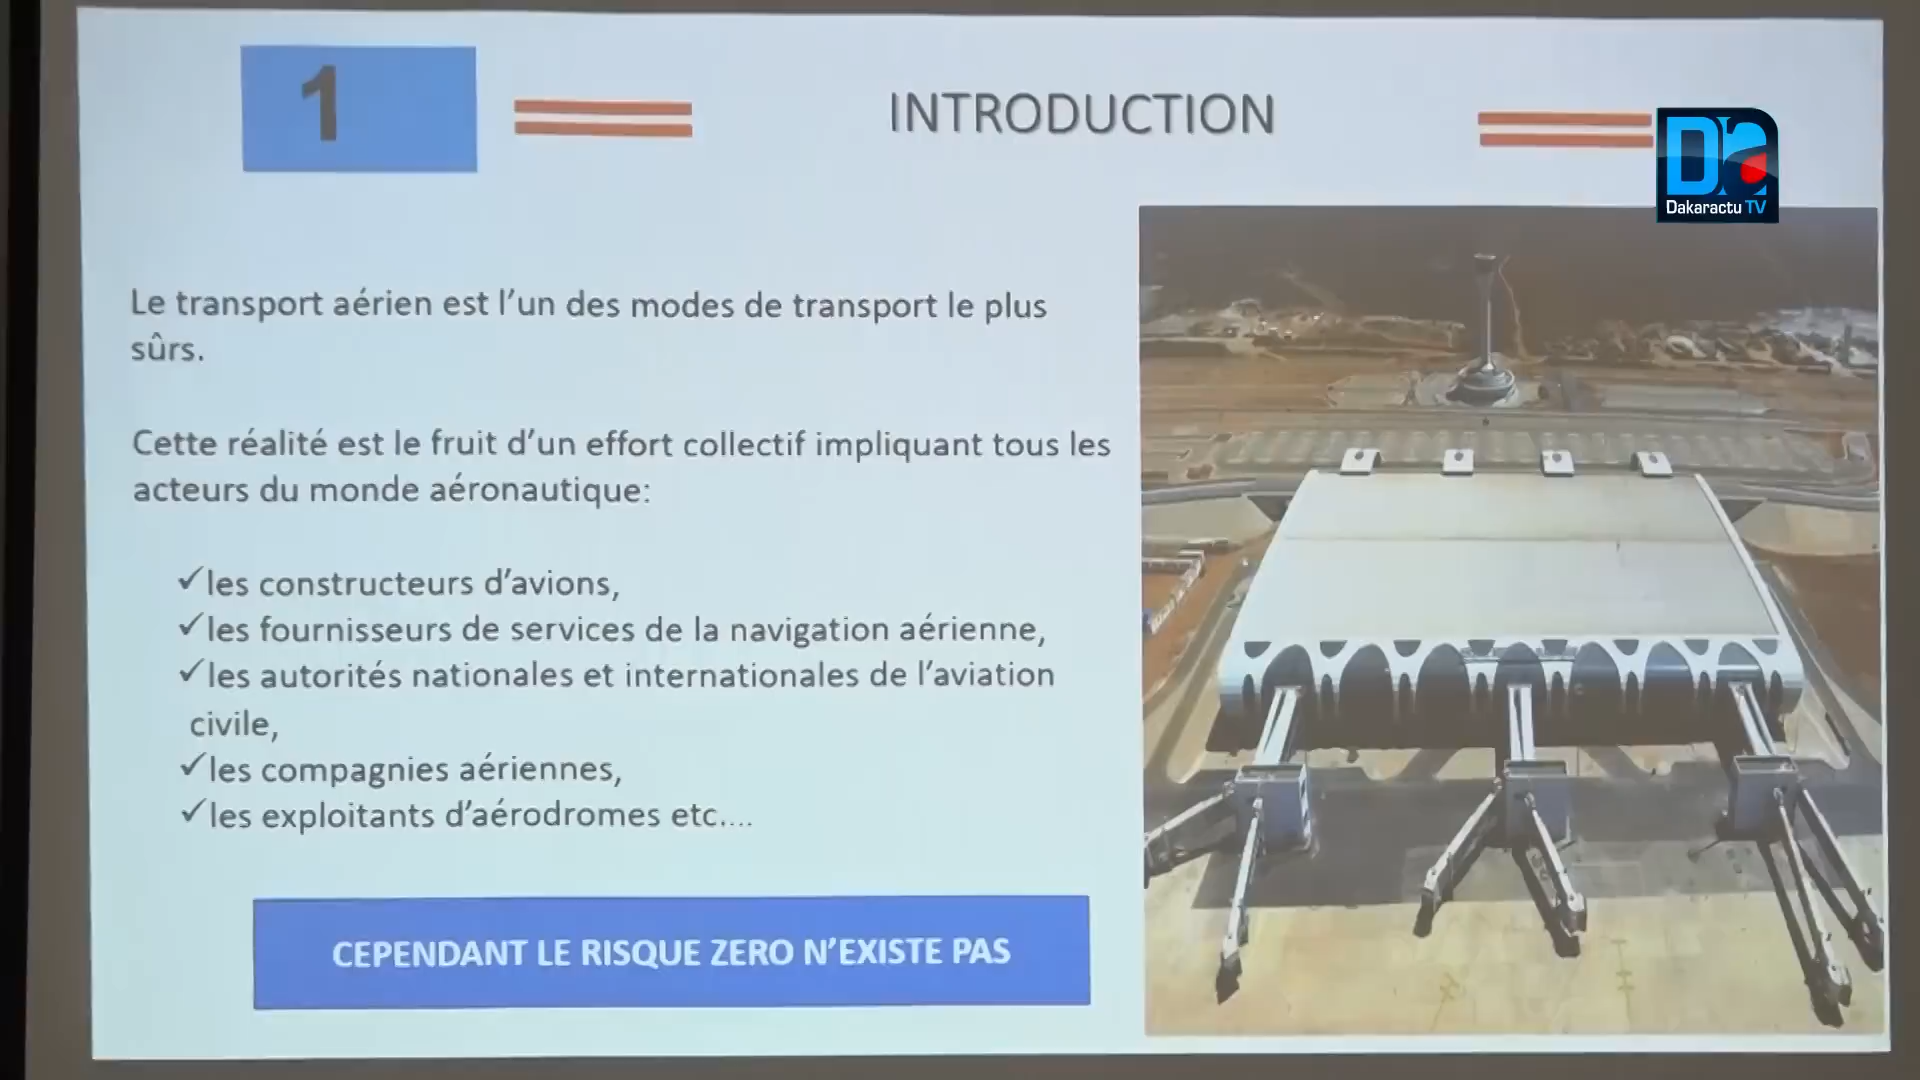 1
INTRODUCTION
Da
Dakaractu TV
Le transport aérien est l’un des modes de transport le plus
sûrs.
Cette réalité est le fruit d’un effort collectif impliquant tous les
acteurs du monde aéronautique:
✓les constructeurs d’avions,
✓les fournisseurs de services de la navigation aérienne,
✓les autorités nationales et internationales de l’aviation
civile,
✓les compagnies aériennes,
✓les exploitants d’aérodromes etc....
CEPENDANT LE RISQUE ZERO N’EXISTE PAS